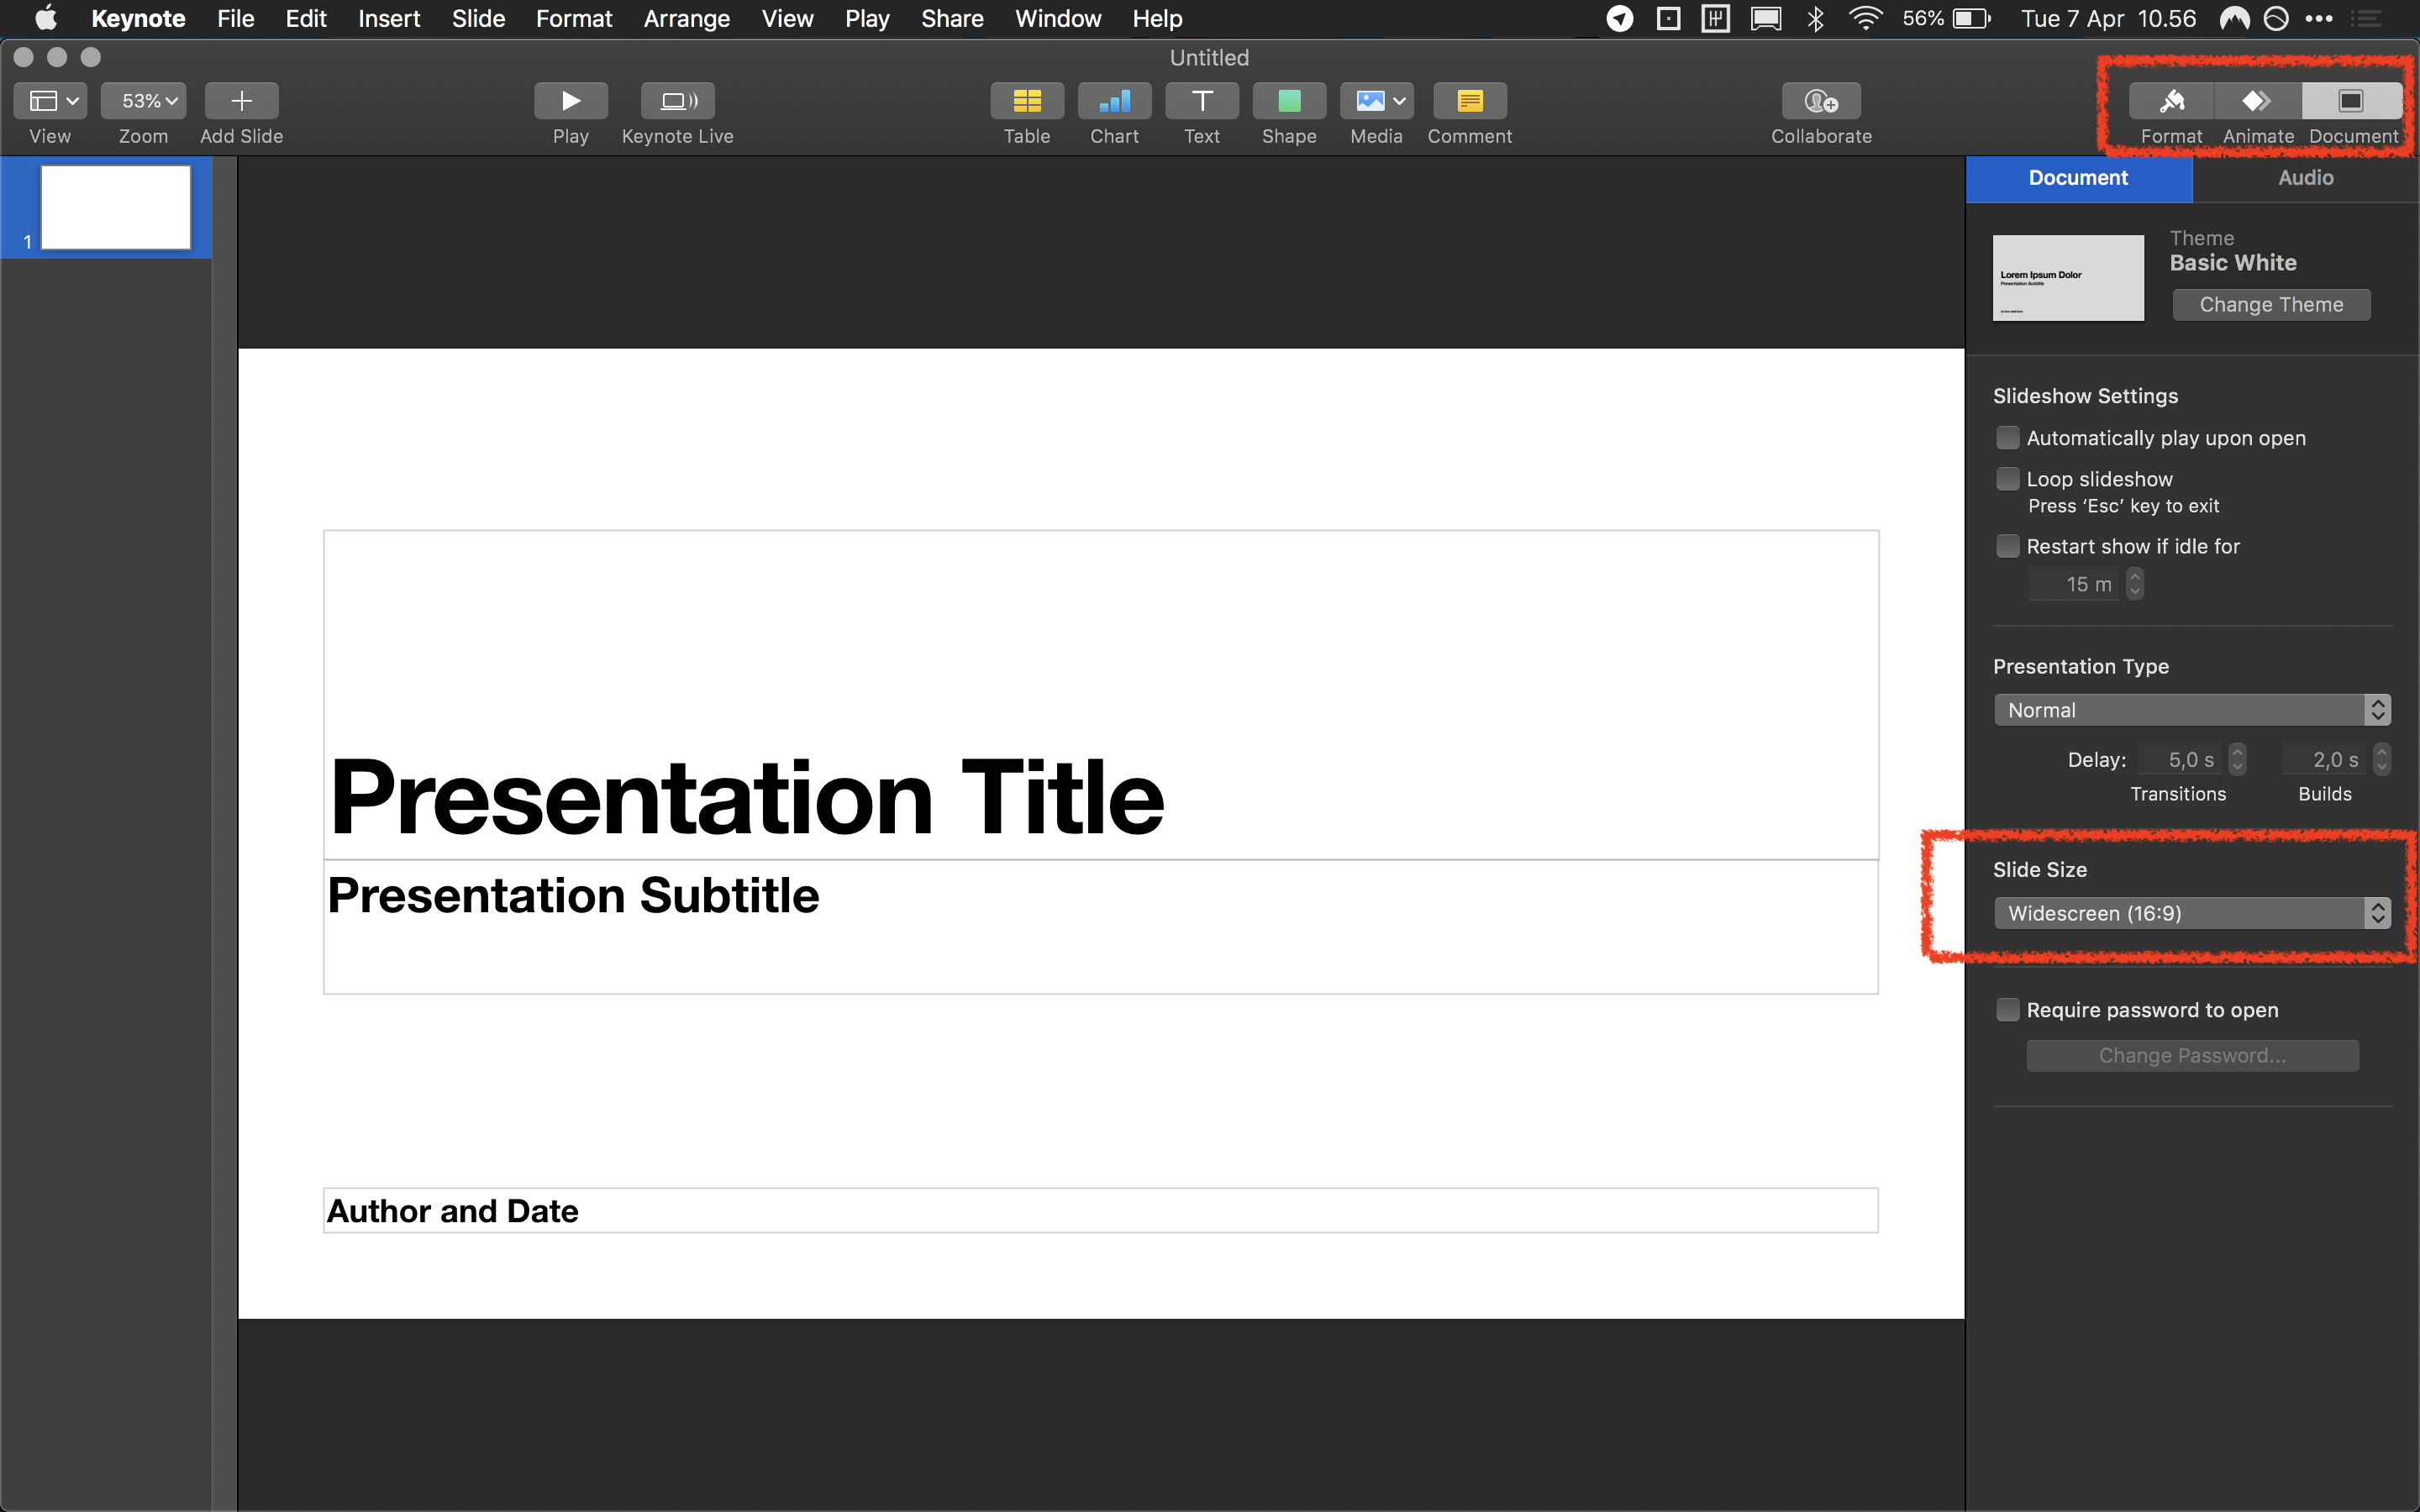 Keynote File Edit Insert Slide Format Arrange View Play Share Window Help 56% Tue 7 Apr 10.56
Untitled
53%
View Zoom Add Slide Play Keynote Live Table Chart Text Shape Media Comment Collaborate Format Animate Document
Document Audio
1
Theme
Basic White
Change Theme
Lorem Ipsum Dolor
Presentation Subtitle
Slideshow Settings
Automatically play upon open
Loop slideshow
Press ‘Esc’ key to exit
Restart show if idle for
15 m
Presentation Type
Normal
Delay: 5,0 s 2,0 s
Transitions Builds
Slide Size
Widescreen (16:9)
Require password to open
Change Password...
Presentation Title
Presentation Subtitle
Author and Date